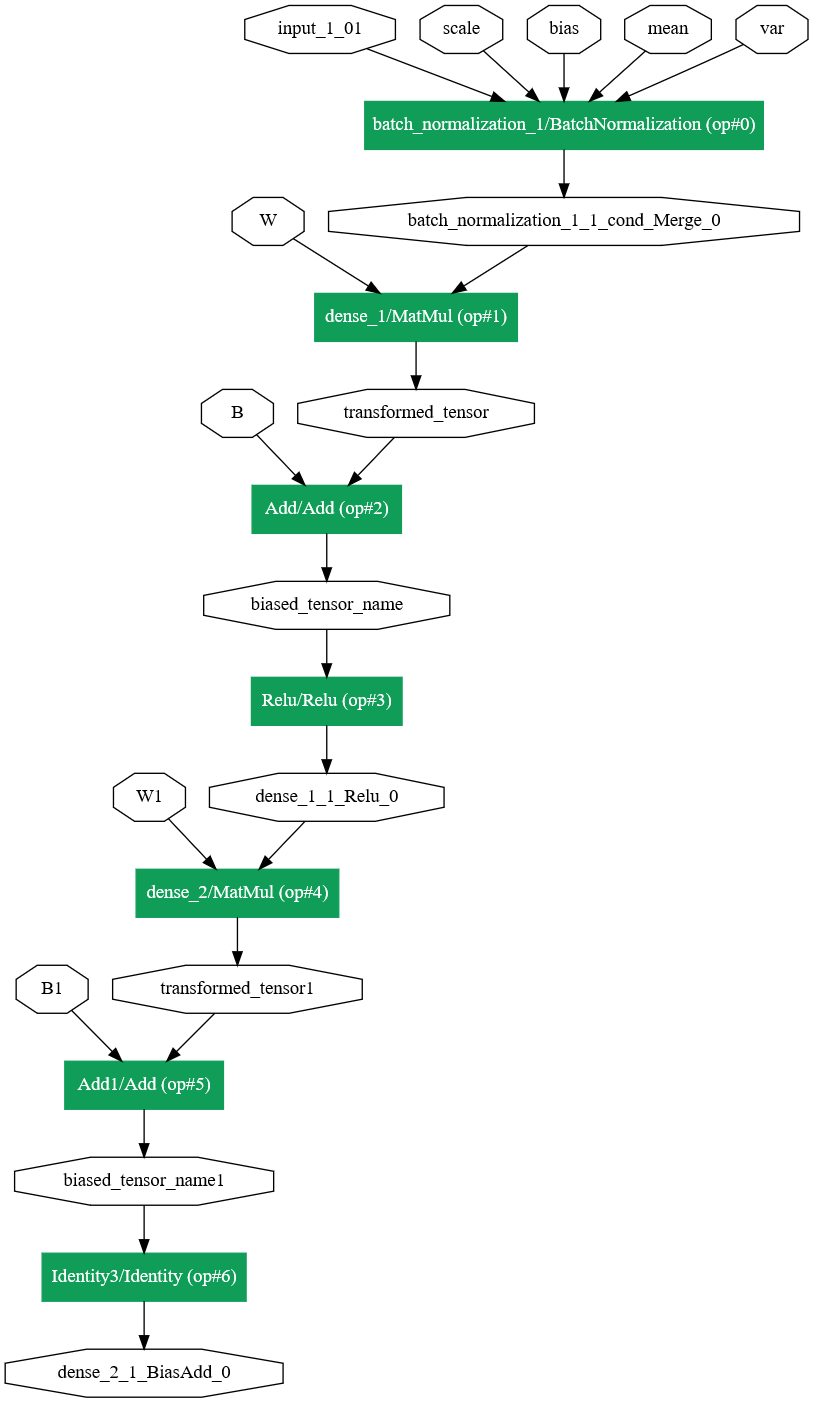 input_1_01
scale
bias
mean
var
batch_normalization_1/BatchNormalization (op#0)
W
batch_normalization_1_1_cond_Merge_0
dense_1/MatMul (op#1)
B
transformed_tensor
Add/Add (op#2)
biased_tensor_name
Relu/Relu (op#3)
W1
dense_1_1_Relu_0
dense_2/MatMul (op#4)
B1
transformed_tensor1
Add1/Add (op#5)
biased_tensor_name1
Identity3/Identity (op#6)
dense_2_1_BiasAdd_0